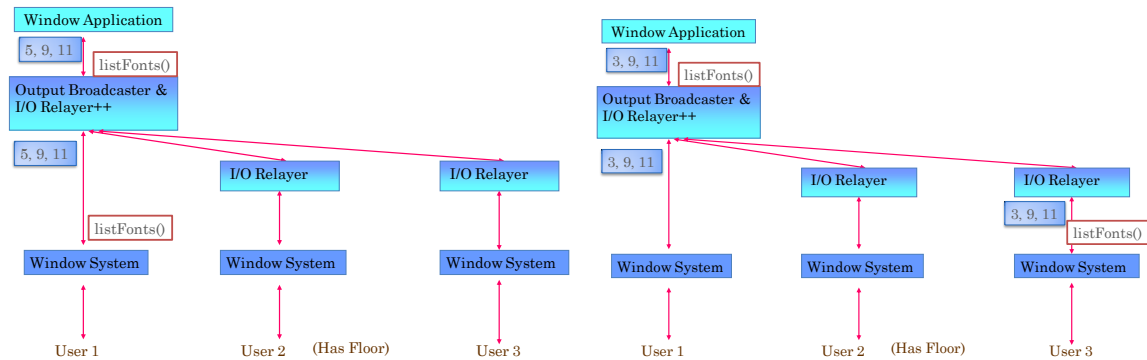 Window Application
5, 9, 11
listFonts()
Output Broadcaster &
I/O Relayer++
5, 9, 11
I/O Relayer
I/O Relayer
listFonts()
Window System
Window System
Window System
User 1
User 2
(Has Floor)
User 3
Window Application
3, 9, 11
listFonts()
Output Broadcaster &
I/O Relayer++
3, 9, 11
I/O Relayer
I/O Relayer
3, 9, 11
listFonts()
Window System
Window System
Window System
User 1
User 2
(Has Floor)
User 3